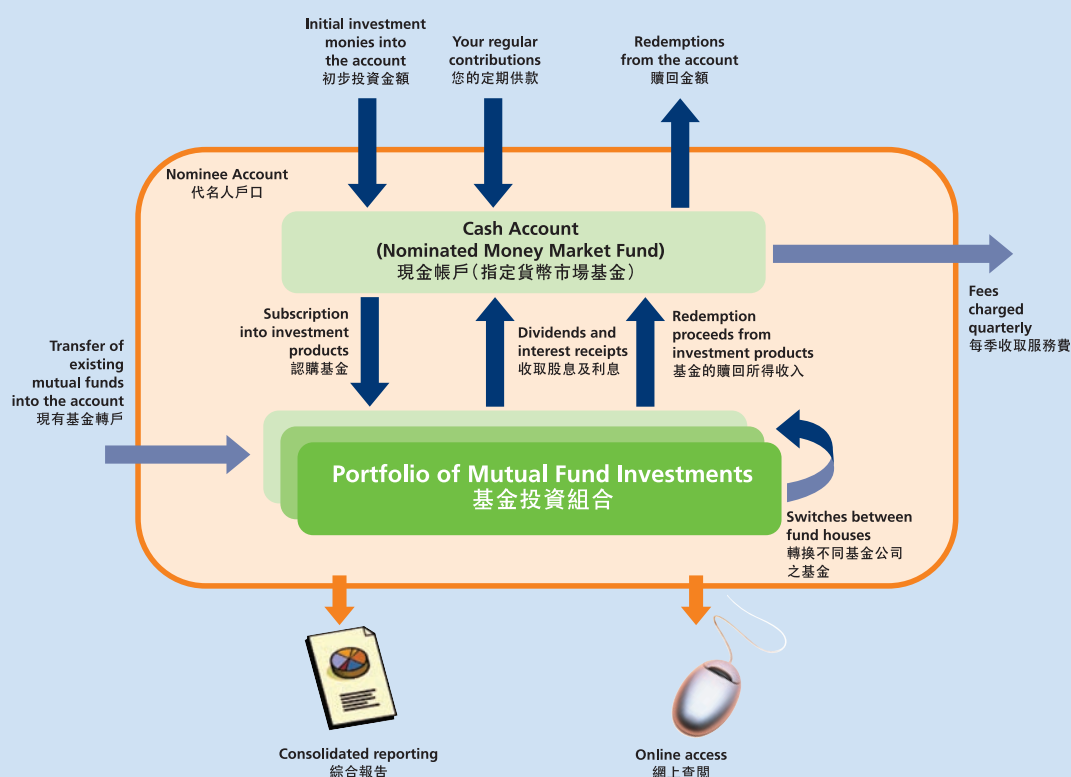 Initial investment
monies into
the account
初步投資金額
Your regular
contributions
您的定期供款
Redemptions
from the account
贖回金額
Nominee Account
代名人戶口
Cash Account
(Nominated Money Market Fund)
現金帳戶(指定貨幣市場基金)
Fees
charged
quarterly
每季收取服務費
Subscription
into investment
products
認購基金
Dividends and
interest receipts
收取股息及利息
Redemption
proceeds from
investment products
基金的贖回所得收入
Transfer of
existing
mutual funds
into the account
現有基金轉戶
Portfolio of Mutual Fund Investments
基金投資組合
Switches between
fund houses
轉換不同基金公司
之基金
Consolidated reporting
綜合報告
Online access
網上查閱